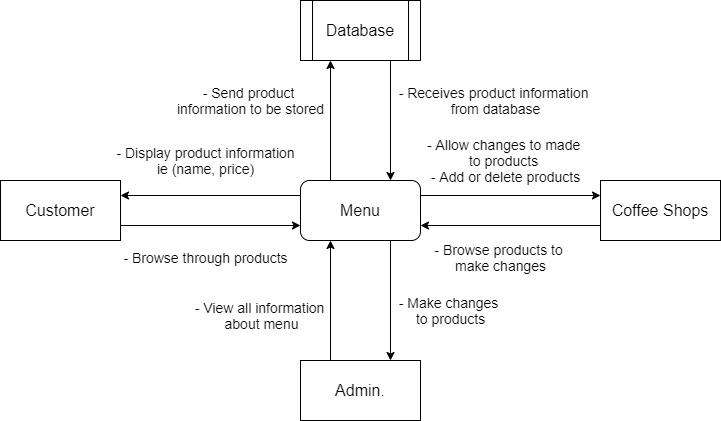 Database
- Send product
information to be stored
- Receives product information
from database
- Display product information
ie (name, price)
- Allow changes to made
to products
- Add or delete products
Customer
Menu
Coffee Shops
- Browse through products
- Browse products to
make changes
- View all information
about menu
- Make changes
to products
Admin.